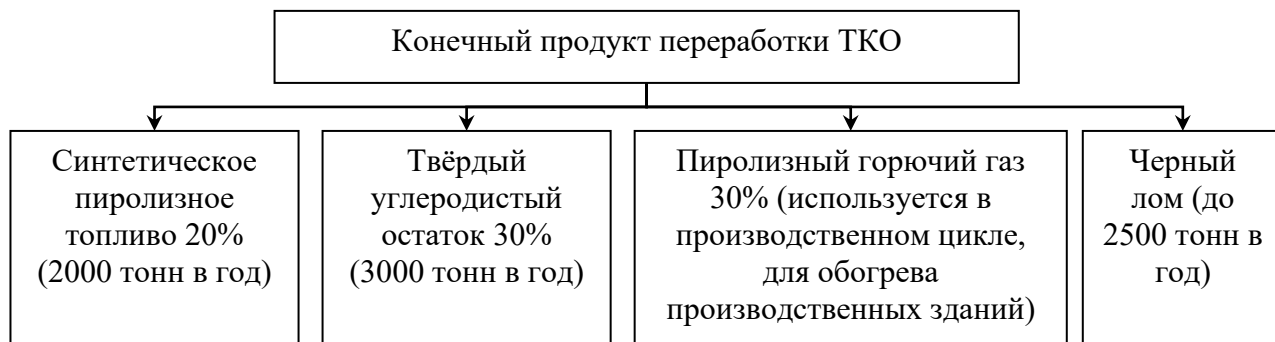 Конечный продукт переработки ТКО
Синтетическое
пиролизное
топливо 20%
(2000 тонн в год)
Твёрдый
углеродистый
остаток 30%
(3000 тонн в год)
Пиролизный горючий газ
30% (используется в
производственном цикле,
для обогрева
производственных зданий)
Черный
лом (до
2500 тонн в
год)